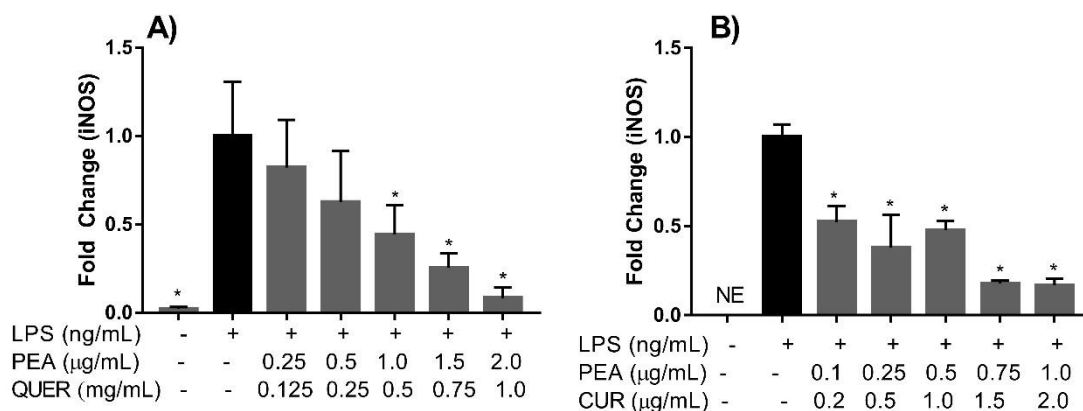 A)
Fold Change (iNOS)
1.5
1.0
0.5
0.0
*
*
*
*
LPS (ng/mL) - + + + + + +
PEA (μg/mL) - - 0.25 0.5 1.0 1.5 2.0
QUER (mg/mL) - - 0.125 0.25 0.5 0.75 1.0
B)
Fold Change (iNOS)
1.5
1.0
0.5
0.0
NE
*
*
*
*
*
LPS (ng/mL) - + + + + + +
PEA (μg/mL) - - 0.1 0.25 0.5 0.75 1.0
CUR (μg/mL) - - 0.2 0.5 1.0 1.5 2.0